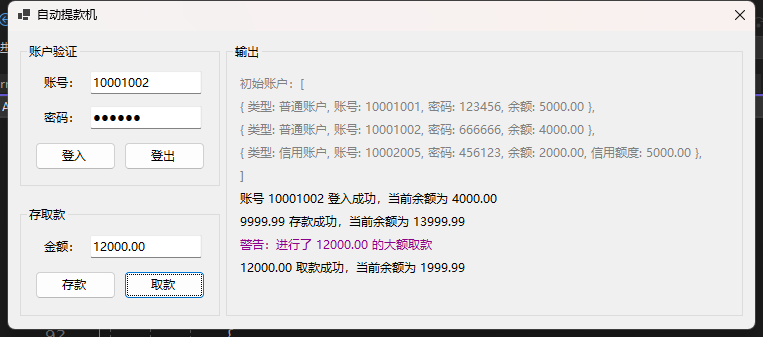 自动提款机
账户验证
账号：
10001002
密码：
●●●●●●
登入
登出
存取款
金额：
12000.00
存款
取款
输出
初始账户：[
{ 类型: 普通账户, 账号: 10001001, 密码: 123456, 余额: 5000.00 },
{ 类型: 普通账户, 账号: 10001002, 密码: 666666, 余额: 4000.00 },
{ 类型: 信用账户, 账号: 10002005, 密码: 456123, 余额: 2000.00, 信用额度: 5000.00 },
]
账号 10001002 登入成功，当前余额为 4000.00
9999.99 存款成功，当前余额为 13999.99
警告：进行了 12000.00 的大额取款
12000.00 取款成功，当前余额为 1999.99
92
{